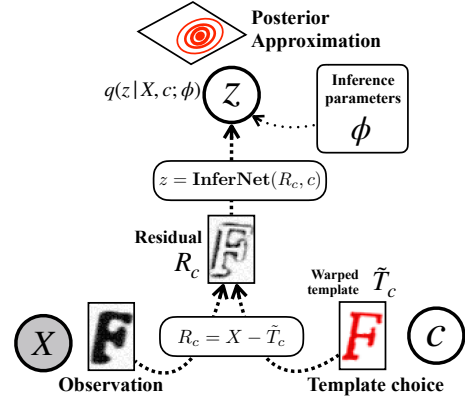 Posterior
Approximation
q(z|X, c; ϕ)
z
Inference
parameters
ϕ
z = InferNet(R_c, c)
Residual
R_c
F
Warped
template
T̃_c
X
F
R_c = X − T̃_c
F
c
Observation
Template choice